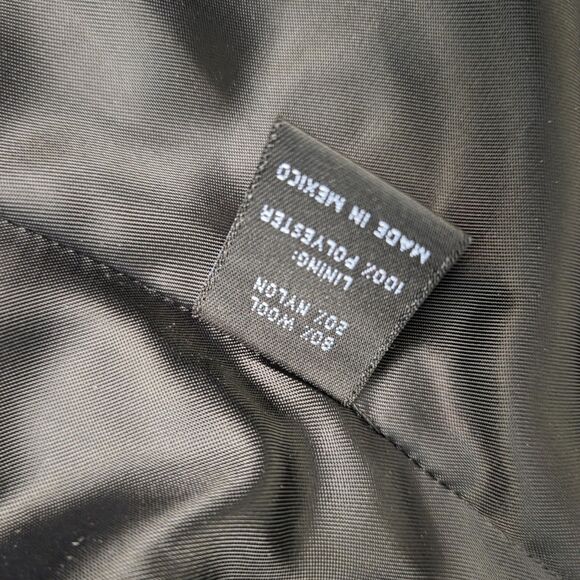 80% WOOL
20% NYLON
LINING:
100% POLYESTER
MADE IN MEXICO